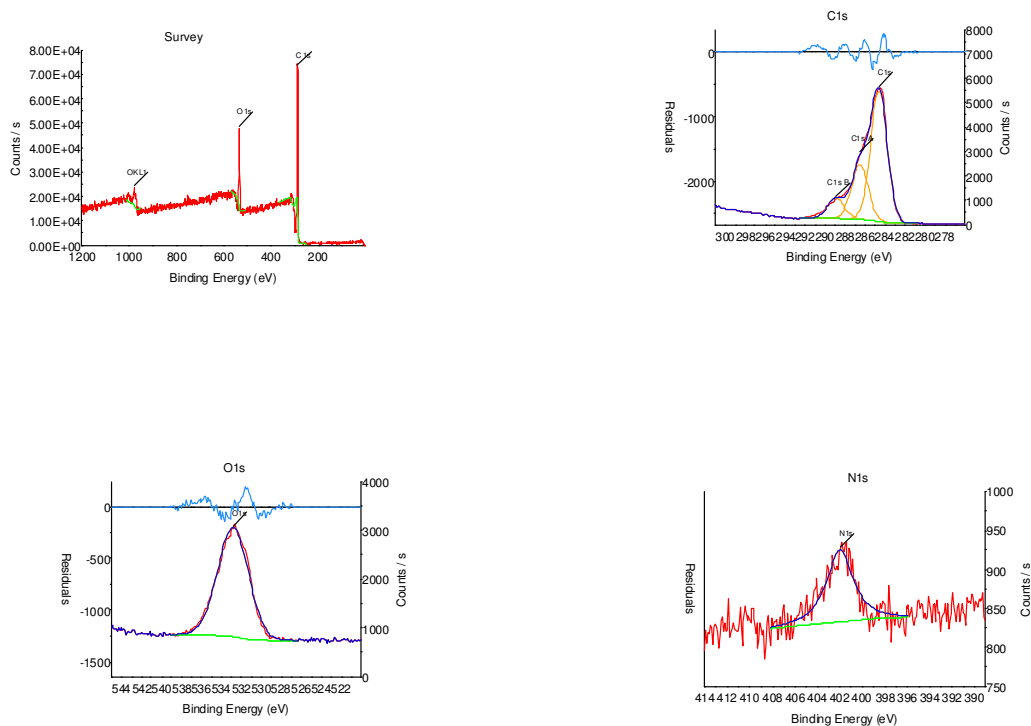 Survey
8.00E+04
7.00E+04
6.00E+04
5.00E+04
4.00E+04
3.00E+04
2.00E+04
1.00E+04
0.00E+00
Counts / s
C1s
O1s
OKL1
1200 1000 800 600 400 200
Binding Energy (eV)
C1s
0
-1000
-2000
Residuals
8000
7000
6000
5000
4000
3000
2000
1000
0
Counts / s
C1s
C1s A
C1s B
300 298 296 294 292 290 288 286 284 282 280 278
Binding Energy (eV)
O1s
0
-500
-1000
-1500
Residuals
4000
3000
2000
1000
0
Counts / s
O1s
544 542 540 538 536 534 532 530 528 526 524 522
Binding Energy (eV)
N1s
Residuals
1000
950
900
850
800
750
Counts / s
N1s
414 412 410 408 406 404 402 400 398 396 394 392 390
Binding Energy (eV)